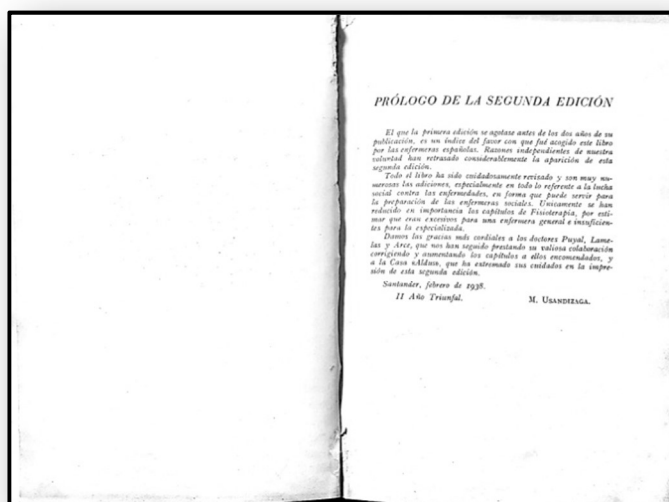 PRÓLOGO DE LA SEGUNDA EDICIÓN
El que la primera edición se agotase antes de los dos años de su
publicación, es un índice del favor con que fué acogido este libro
por las enfermeras españolas. Razones independientes de nuestra
voluntad han retrasado considerablemente la aparición de esta
segunda edición.
Todo el libro ha sido cuidadosamente revisado y son muy nu-
merosas las adiciones, especialmente en todo lo referente a la lucha
social contra las enfermedades, en forma que puede servir para
la preparación de las enfermeras sociales. Unicamente se han
reducido en importancia los capítulos de Fisioterapia, por esti-
mar que eran excesivos para una enfermera general e insuficien-
tes para la especializada.
Damos las gracias más cordiales a los doctores Puyal, Lame-
las y Arce, que nos han seguido prestando su valiosa colaboración
corrigiendo y aumentando los capítulos a ellos encomendados, y
a la Casa «Aldus», que ha extremado sus cuidados en la impre-
sión de esta segunda edición.
Santander, febrero de 1938.
II Año Triunfal. M. USANDIZAGA.